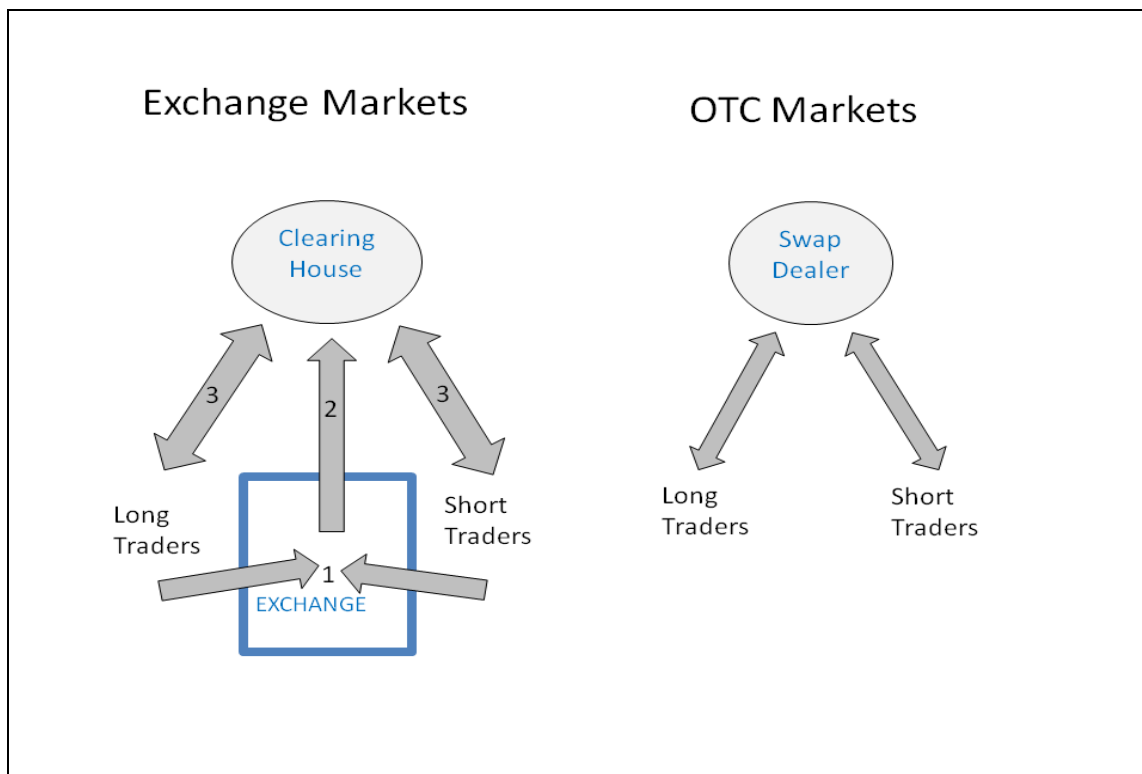 Exchange Markets
OTC Markets
Clearing
House
Swap
Dealer
3
2
3
Long
Traders
Short
Traders
1
EXCHANGE
Long
Traders
Short
Traders